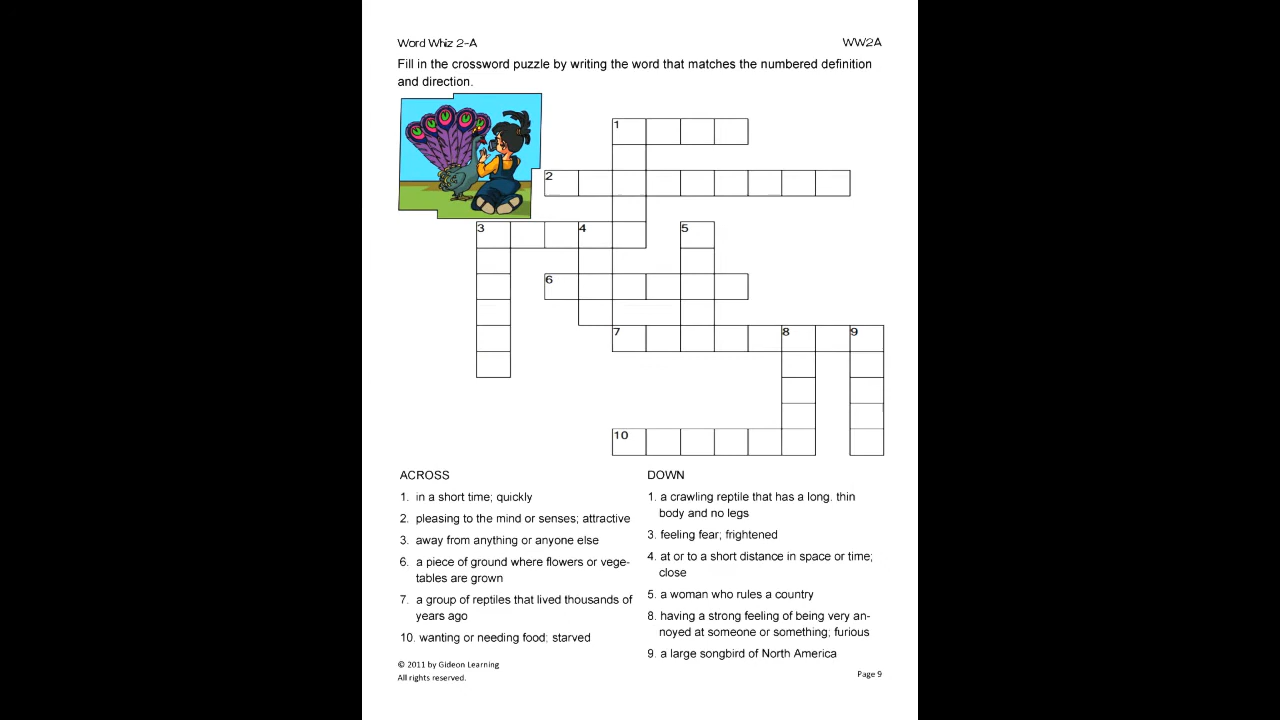 Word Whiz 2-A
WW2A
Fill in the crossword puzzle by writing the word that matches the numbered definition
and direction.
1
2
3
4
5
6
7
8
9
10
ACROSS
1. in a short time; quickly
2. pleasing to the mind or senses; attractive
3. away from anything or anyone else
6. a piece of ground where flowers or vege-
tables are grown
7. a group of reptiles that lived thousands of
years ago
10. wanting or needing food; starved
DOWN
1. a crawling reptile that has a long. thin
body and no legs
3. feeling fear; frightened
4. at or to a short distance in space or time;
close
5. a woman who rules a country
8. having a strong feeling of being very an-
noyed at someone or something; furious
9. a large songbird of North America
© 2011 by Gideon Learning
All rights reserved.
Page 9